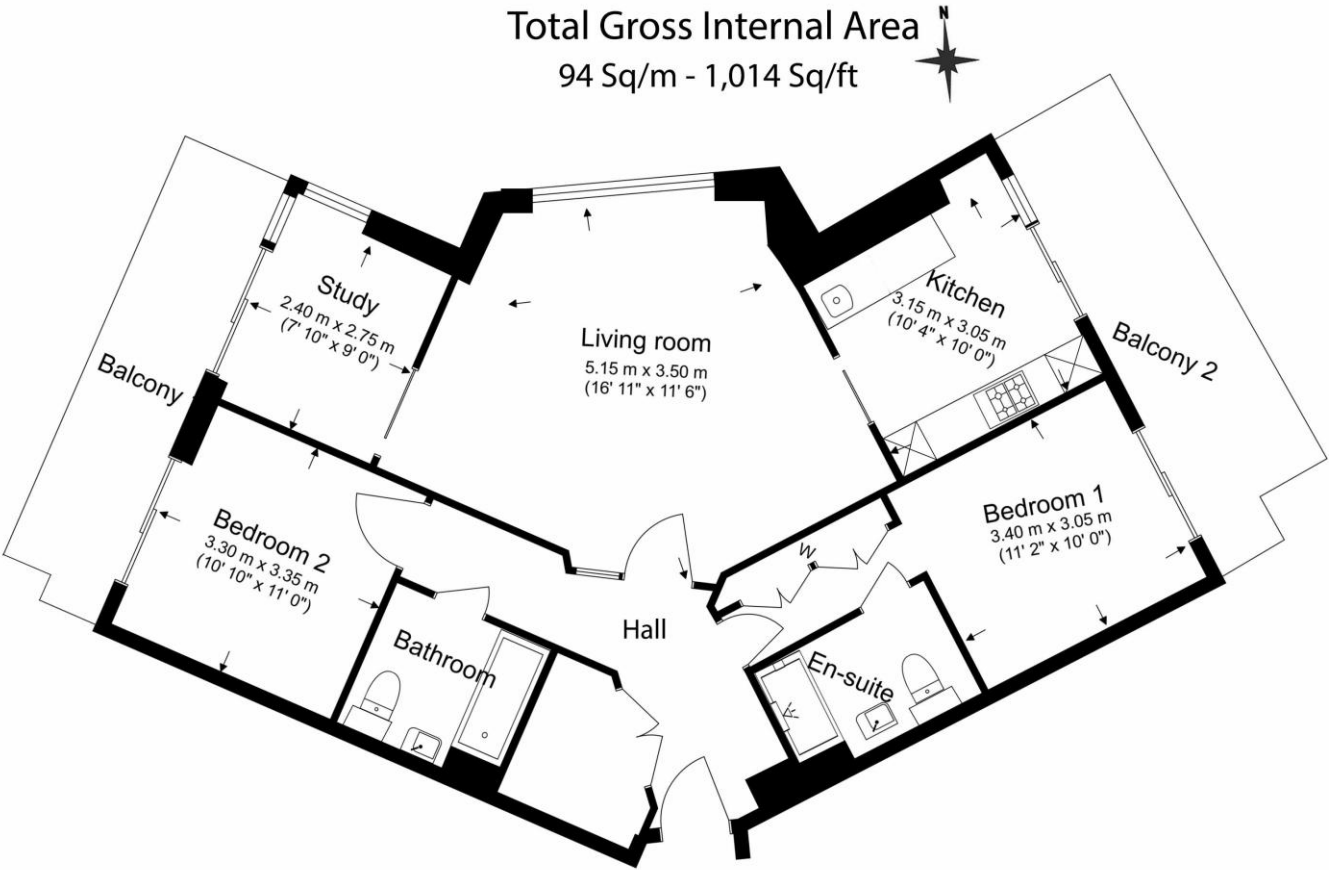 Total Gross Internal Area
94 Sq/m - 1,014 Sq/ft
N
Study
2.40 m x 2.75 m
(7' 10" x 9' 0")
Balcony
Living room
5.15 m x 3.50 m
(16' 11" x 11' 6")
Kitchen
3.15 m x 3.05 m
(10' 4" x 10' 0")
Balcony 2
Bedroom 2
3.30 m x 3.35 m
(10' 10" x 11' 0")
Bedroom 1
3.40 m x 3.05 m
(11' 2" x 10' 0")
W
Hall
Bathroom
En-suite